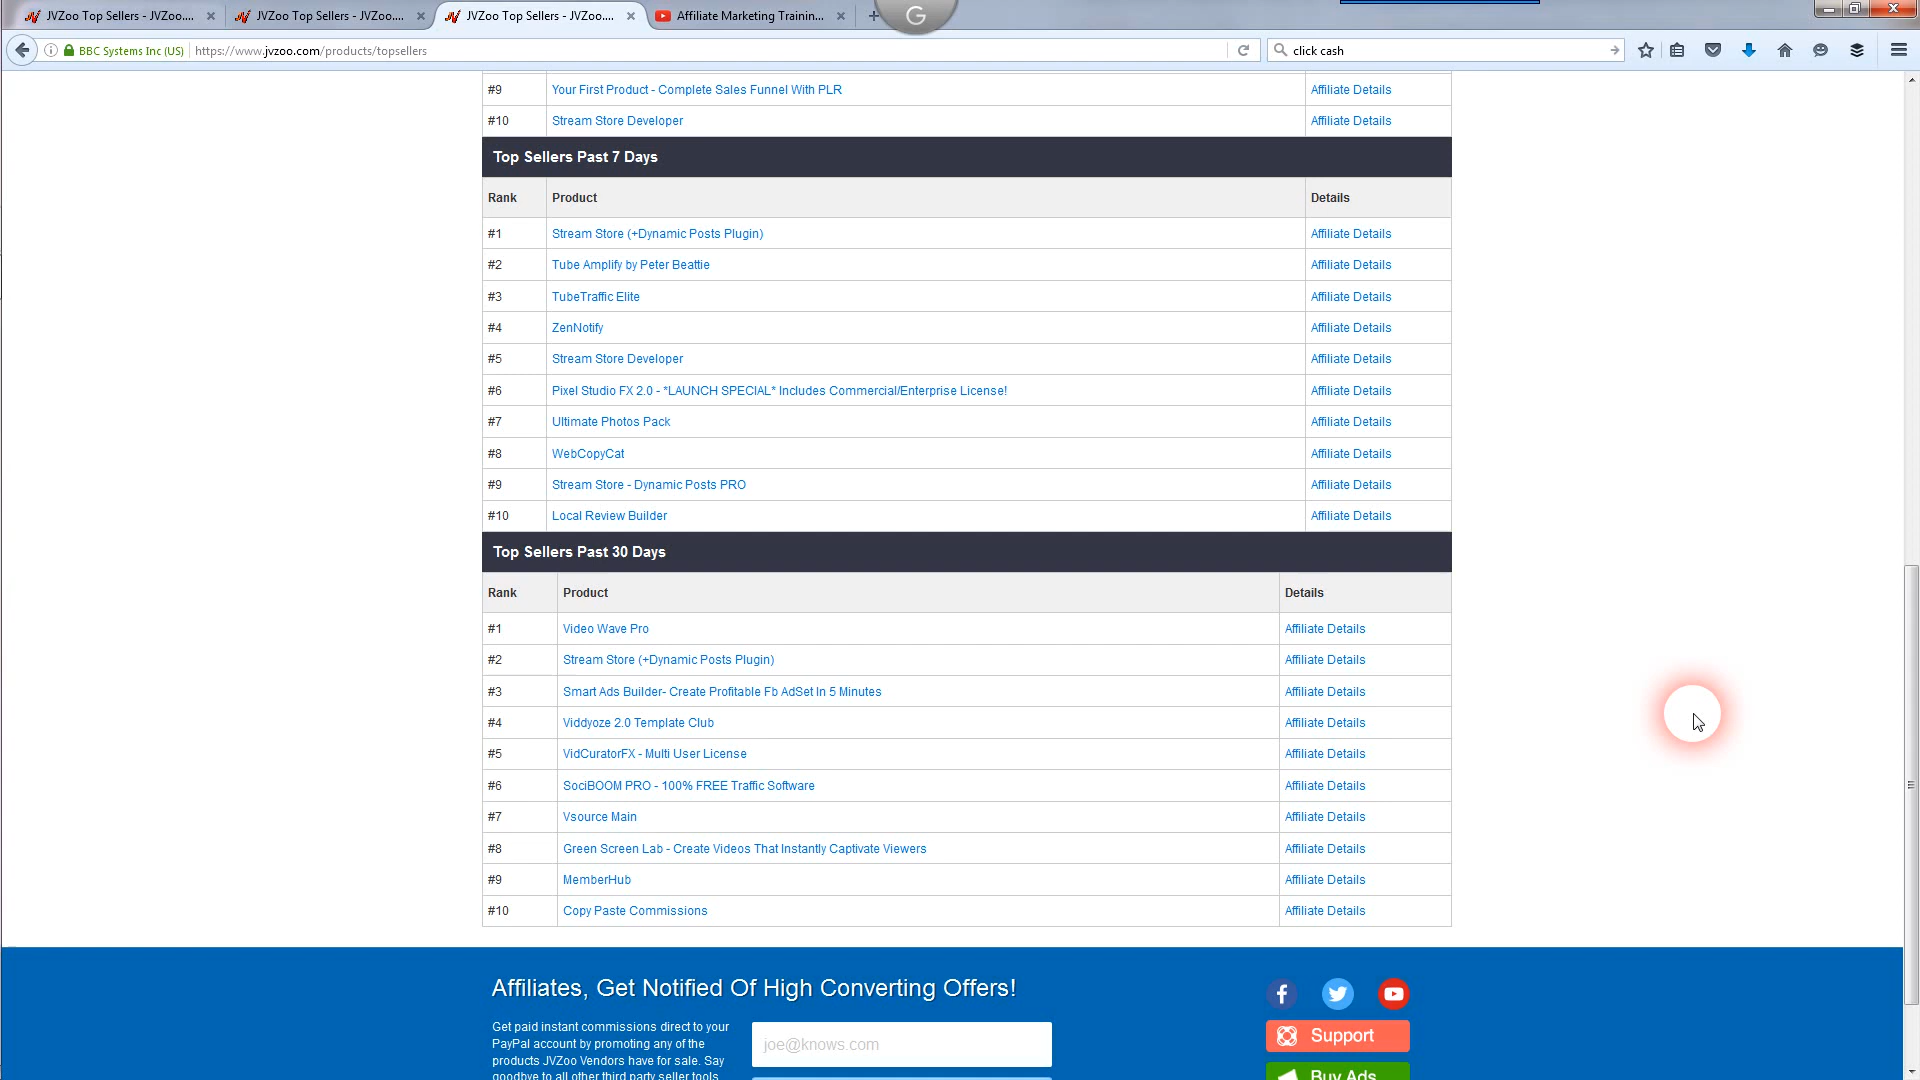 JVZoo Top Sellers - JVZoo.... JVZoo Top Sellers - JVZoo.... JVZoo Top Sellers - JVZoo.... Affiliate Marketing Trainin...
G
BBC Systems Inc (US) https://www.jvzoo.com/products/topsellers click cash
#9 Your First Product - Complete Sales Funnel With PLR Affiliate Details
#10 Stream Store Developer Affiliate Details
Top Sellers Past 7 Days
Rank Product Details
#1 Stream Store (+Dynamic Posts Plugin) Affiliate Details
#2 Tube Amplify by Peter Beattie Affiliate Details
#3 TubeTraffic Elite Affiliate Details
#4 ZenNotify Affiliate Details
#5 Stream Store Developer Affiliate Details
#6 Pixel Studio FX 2.0 - *LAUNCH SPECIAL* Includes Commercial/Enterprise License! Affiliate Details
#7 Ultimate Photos Pack Affiliate Details
#8 WebCopyCat Affiliate Details
#9 Stream Store - Dynamic Posts PRO Affiliate Details
#10 Local Review Builder Affiliate Details
Top Sellers Past 30 Days
Rank Product Details
#1 Video Wave Pro Affiliate Details
#2 Stream Store (+Dynamic Posts Plugin) Affiliate Details
#3 Smart Ads Builder- Create Profitable Fb AdSet In 5 Minutes Affiliate Details
#4 Viddyoze 2.0 Template Club Affiliate Details
#5 VidCuratorFX - Multi User License Affiliate Details
#6 SociBOOM PRO - 100% FREE Traffic Software Affiliate Details
#7 Vsource Main Affiliate Details
#8 Green Screen Lab - Create Videos That Instantly Captivate Viewers Affiliate Details
#9 MemberHub Affiliate Details
#10 Copy Paste Commissions Affiliate Details
Affiliates, Get Notified Of High Converting Offers!
Get paid instant commissions direct to your
PayPal account by promoting any of the
products JVZoo Vendors have for sale. Say
goodbye to all other third party seller tools
joe@knows.com
Support
Buy Ads